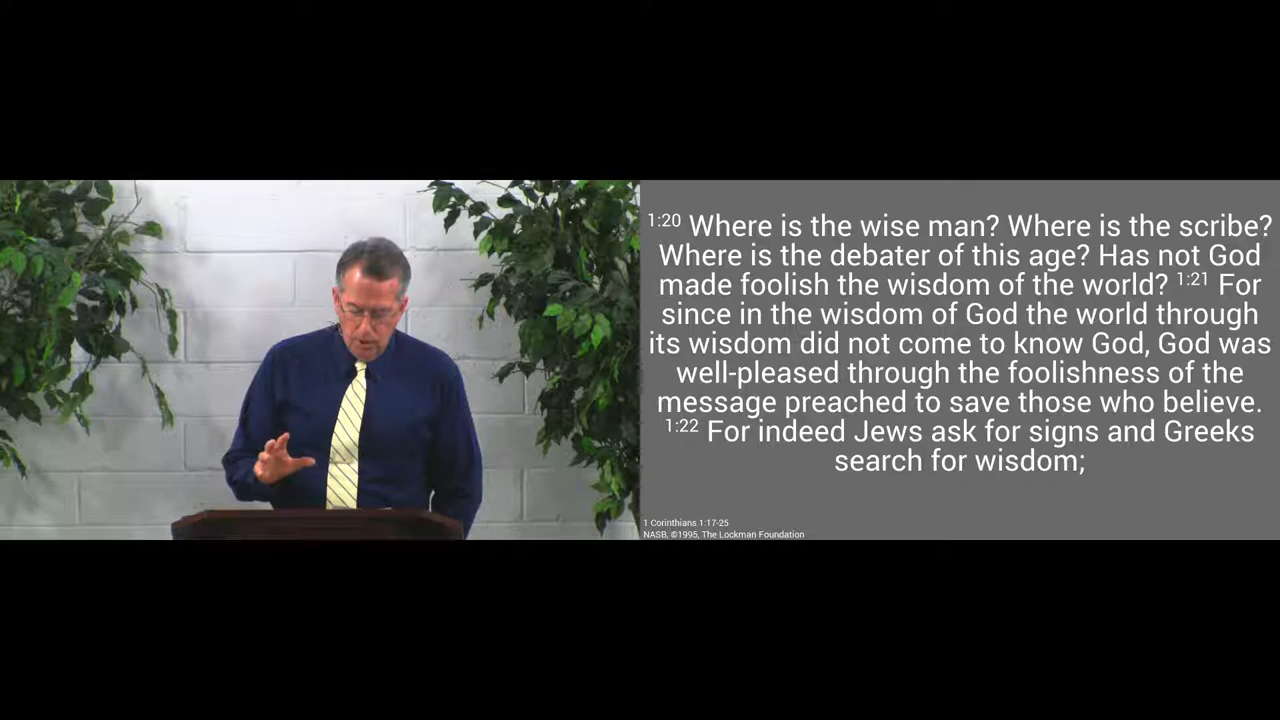 1:20 Where is the wise man? Where is the scribe?
Where is the debater of this age? Has not God
made foolish the wisdom of the world? 1:21 For
since in the wisdom of God the world through
its wisdom did not come to know God, God was
well-pleased through the foolishness of the
message preached to save those who believe.
1:22 For indeed Jews ask for signs and Greeks
search for wisdom;
1 Corinthians 1:17-25
NASB, ©1995, The Lockman Foundation